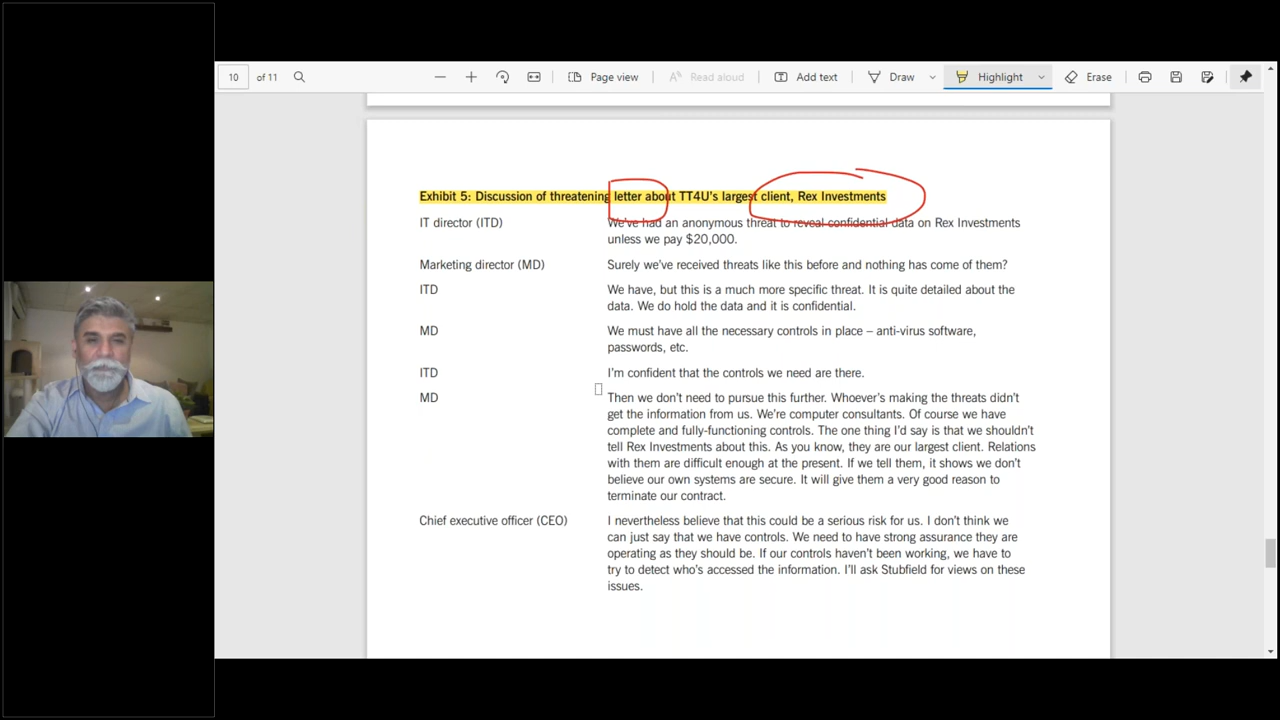 10 of 11 Page view Read aloud Add text Draw Highlight Erase
Exhibit 5: Discussion of threatening letter about TT4U's largest client, Rex Investments
IT director (ITD) We've had an anonymous threat to reveal confidential data on Rex Investments
unless we pay $20,000.
Marketing director (MD) Surely we've received threats like this before and nothing has come of them?
ITD We have, but this is a much more specific threat. It is quite detailed about the
data. We do hold the data and it is confidential.
MD We must have all the necessary controls in place – anti-virus software,
passwords, etc.
ITD I'm confident that the controls we need are there.
MD Then we don't need to pursue this further. Whoever's making the threats didn't
get the information from us. We're computer consultants. Of course we have
complete and fully-functioning controls. The one thing I'd say is that we shouldn't
tell Rex Investments about this. As you know, they are our largest client. Relations
with them are difficult enough at the present. If we tell them, it shows we don't
believe our own systems are secure. It will give them a very good reason to
terminate our contract.
Chief executive officer (CEO) I nevertheless believe that this could be a serious risk for us. I don't think we
can just say that we have controls. We need to have strong assurance they are
operating as they should be. If our controls haven't been working, we have to
try to detect who's accessed the information. I'll ask Stubfield for views on these
issues.